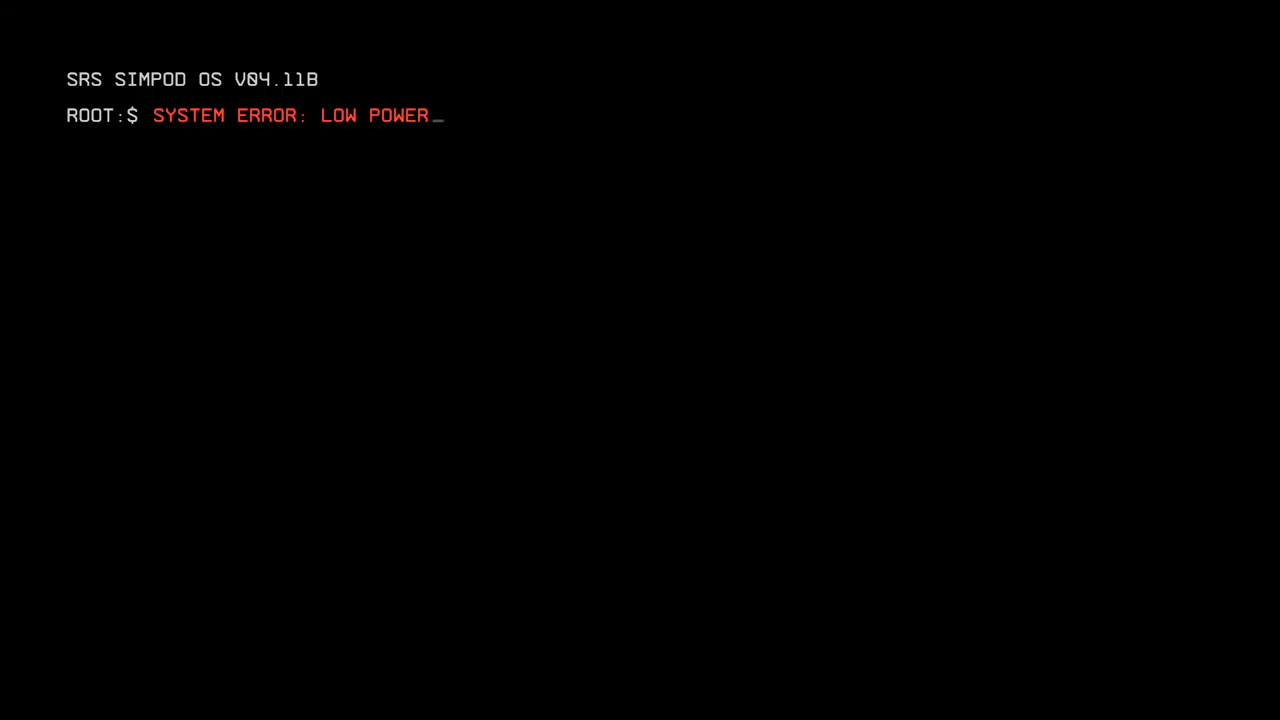 SRS SIMPOD OS V04.11B
ROOT:$ SYSTEM ERROR: LOW POWER_